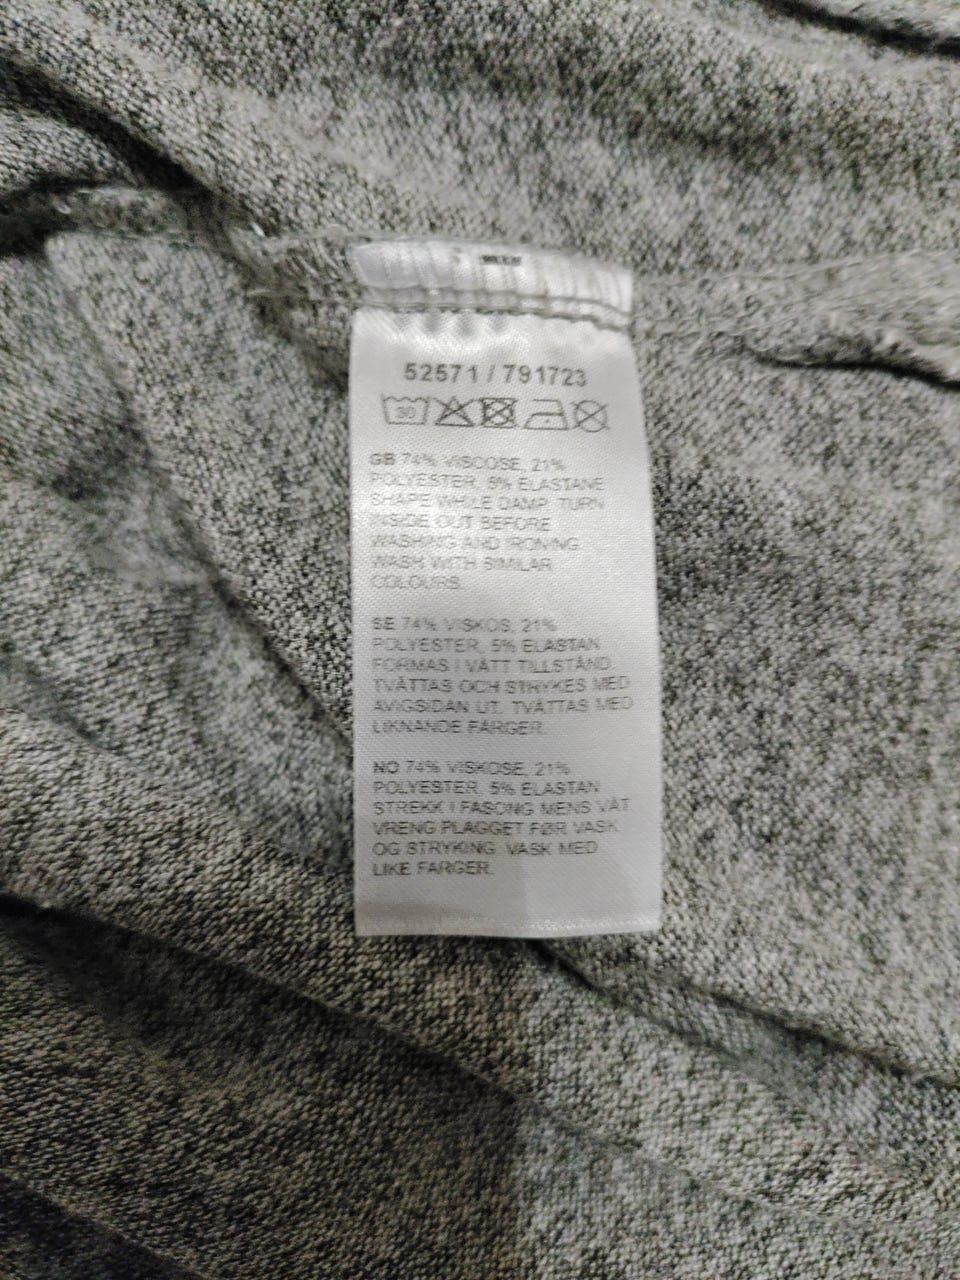 52571 / 791723
30
GB 74% VISCOSE, 21%
POLYESTER, 5% ELASTANE
SHAPE WHILE DAMP. TURN
INSIDE OUT BEFORE
WASHING AND IRONING.
WASH WITH SIMILAR
COLOURS.
SE 74% VISKOS, 21%
POLYESTER, 5% ELASTAN
FORMAS I VÅTT TILLSTÅND.
TVÄTTAS OCH STRYKES MED
AVIGSIDAN UT. TVÄTTAS MED
LIKNANDE FÄRGER.
NO 74% VISKOSE, 21%
POLYESTER, 5% ELASTAN
STREKK I FASONG MENS VÅT
VRENG PLAGGET FØR VASK
OG STRYKING. VASK MED
LIKE FARGER.